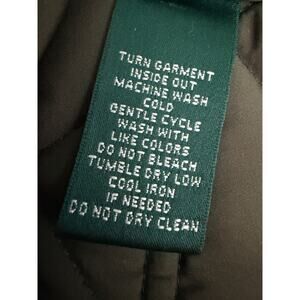 TURN GARMENT
INSIDE OUT
MACHINE WASH
COLD
GENTLE CYCLE
WASH WITH
LIKE COLORS
DO NOT BLEACH
TUMBLE DRY LOW
COOL IRON
IF NEEDED
DO NOT DRY CLEAN